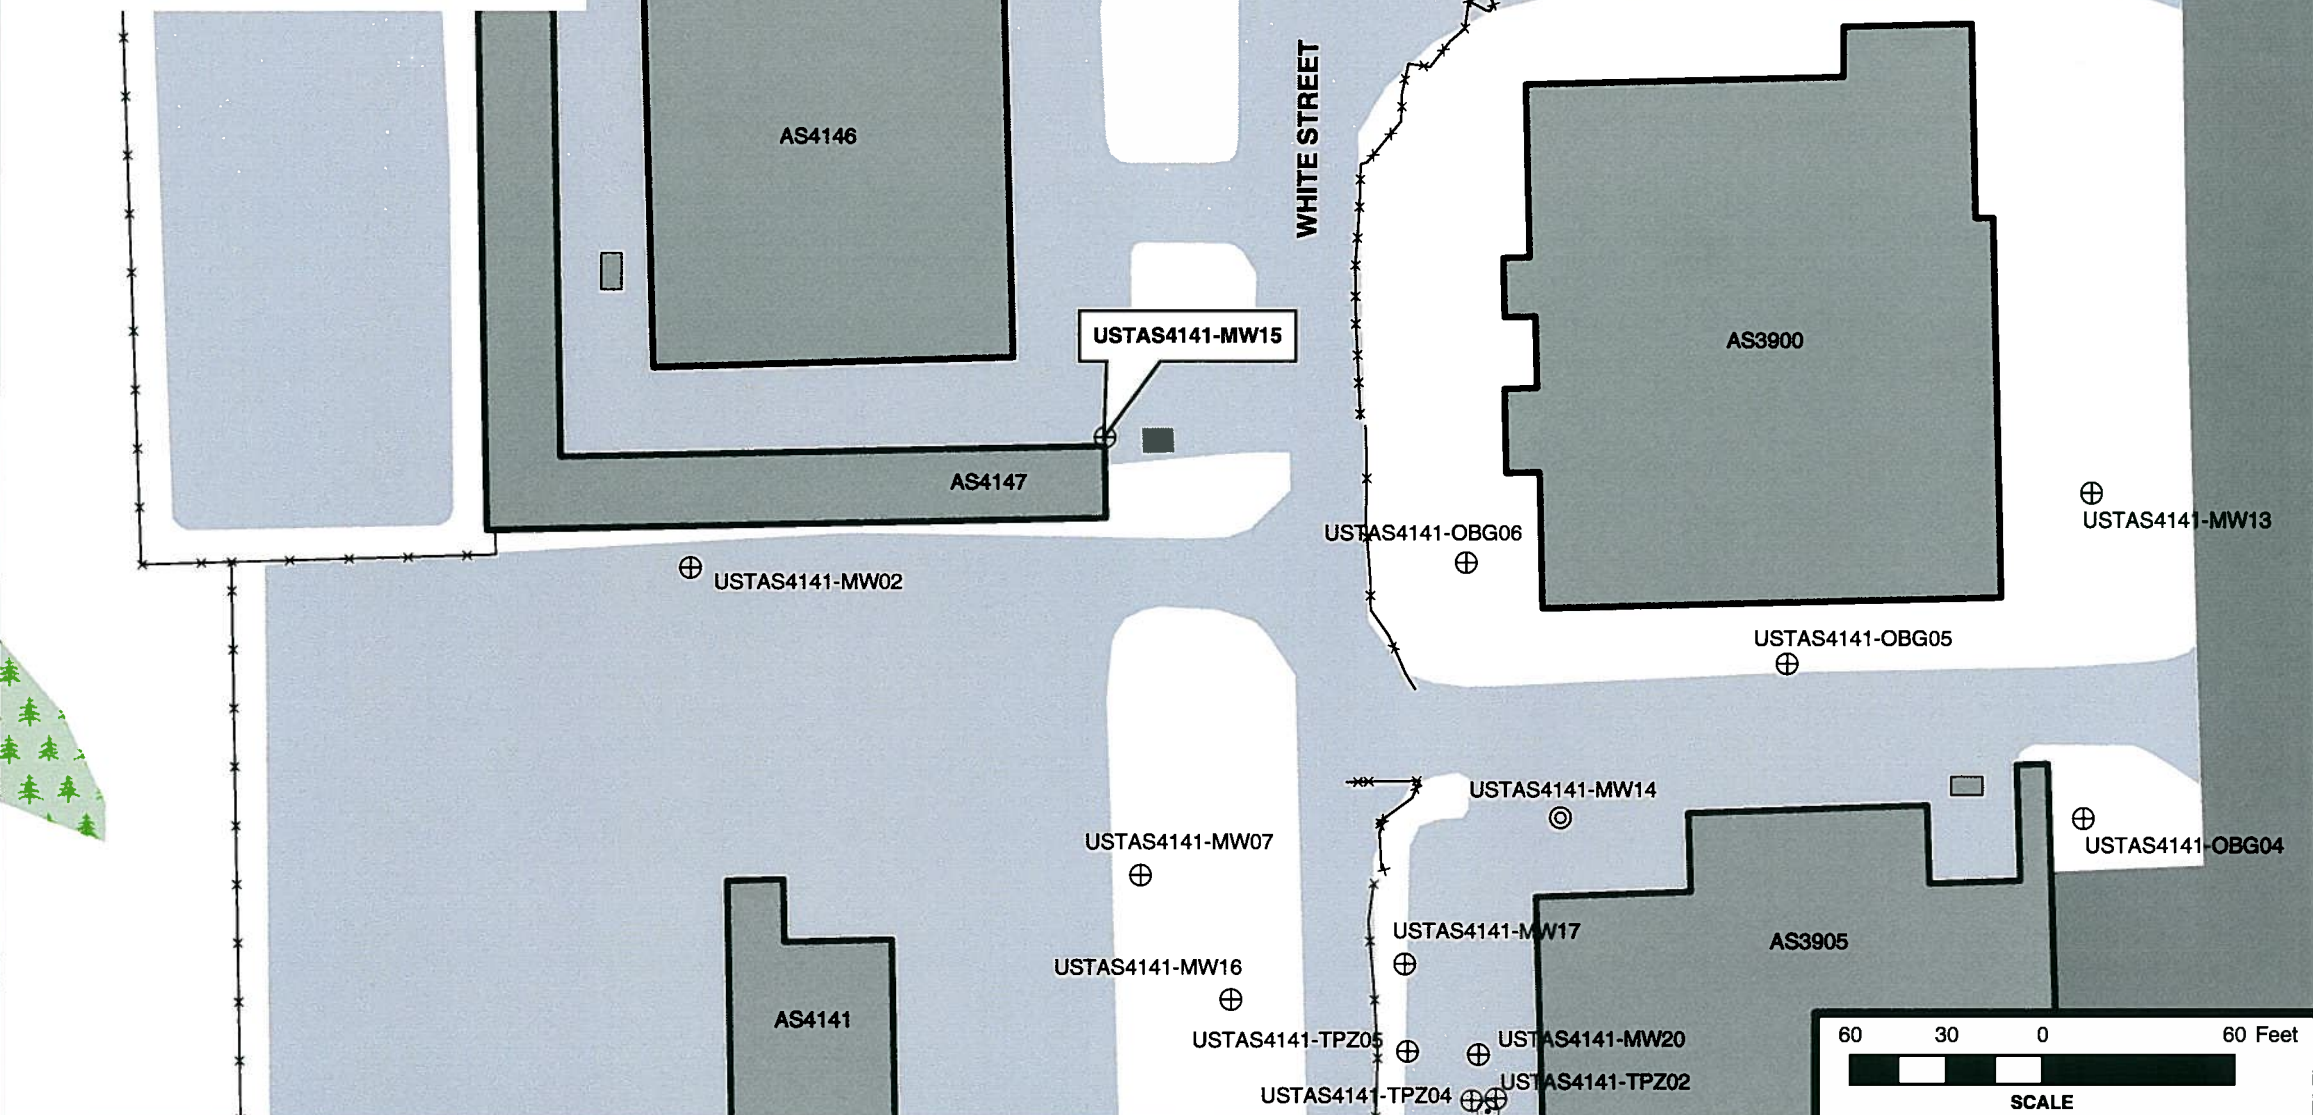 WHITE STREET
AS4146
USTAS4141-MW15
AS3900
AS4147
USTAS4141-MW13
USTAS4141-OBG06
USTAS4141-MW02
USTAS4141-OBG05
USTAS4141-MW14
USTAS4141-MW07
USTAS4141-OBG04
USTAS4141-MW17
AS3905
USTAS4141-MW16
AS4141
60 30 0 60 Feet
USTAS4141-TPZ05
USTAS4141-MW20
USTAS4141-TPZ02
USTAS4141-TPZ04
SCALE